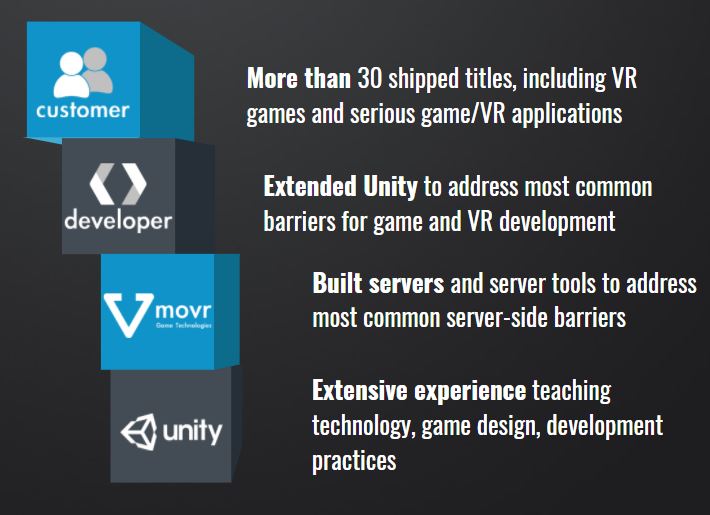 customer
More than 30 shipped titles, including VR
games and serious game/VR applications
developer
Extended Unity to address most common
barriers for game and VR development
movr
Game Technologies
Built servers and server tools to address
most common server-side barriers
unity
Extensive experience teaching
technology, game design, development
practices